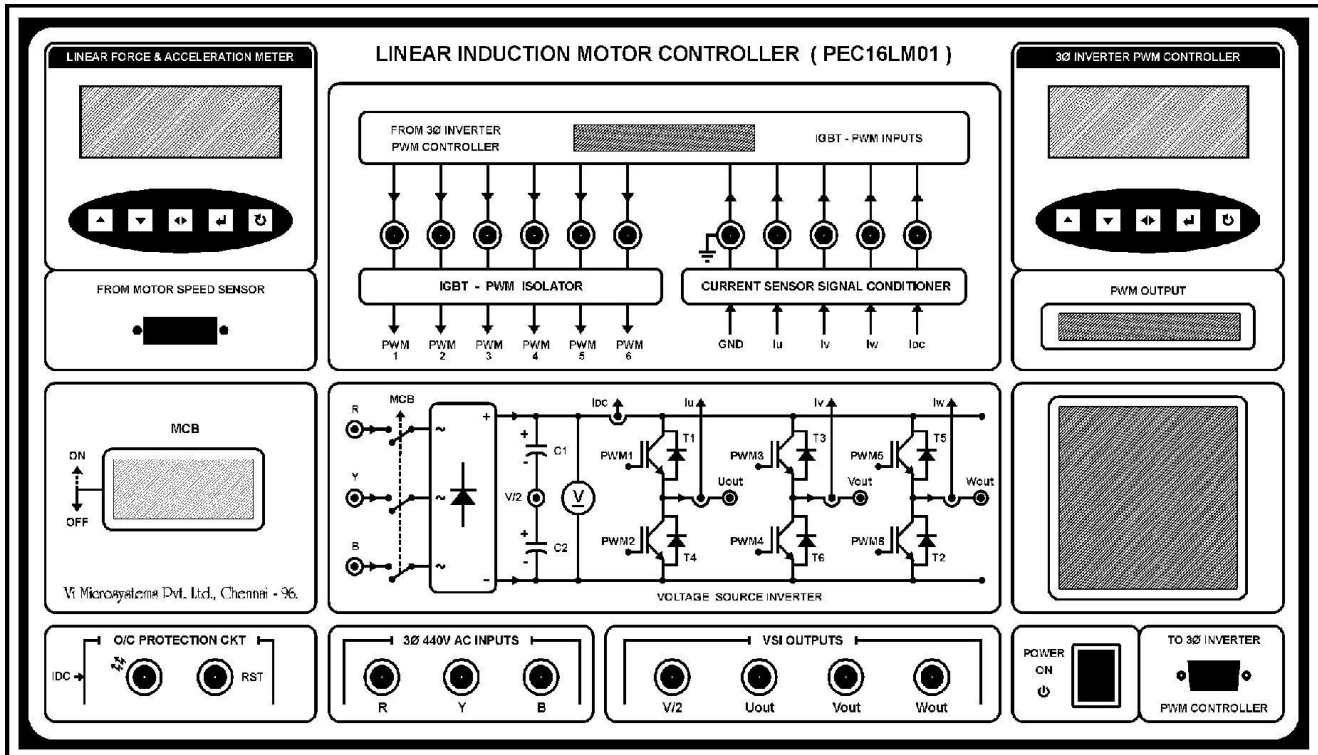 LINEAR INDUCTION MOTOR CONTROLLER ( PEC16LM01 )
LINEAR FORCE & ACCELERATION METER
FROM MOTOR SPEED SENSOR
MCB
ON
OFF
Vi Microsystems Pvt. Ltd., Chennai - 96.
FROM 3Ø INVERTER
PWM CONTROLLER
IGBT - PWM INPUTS
IGBT - PWM ISOLATOR
CURRENT SENSOR SIGNAL CONDITIONER
PWM PWM PWM PWM PWM PWM
1 2 3 4 5 6
GND Iu Iv Iw IDC
MCB
R
Y
B
~
~
~
+
-
+
-
C1
V/2
+
-
C2
V
IDC Iu Iv Iw
PWM1 T1 PWM3 T3 PWM5 T5
Uout Vout Wout
PWM2 T4 PWM4 T6 PWM6 T2
VOLTAGE SOURCE INVERTER
3Ø INVERTER PWM CONTROLLER
PWM OUTPUT
O/C PROTECTION CKT
IDC
RST
3Ø 440V AC INPUTS
R Y B
VSI OUTPUTS
V/2 Uout Vout Wout
POWER
ON
TO 3Ø INVERTER
PWM CONTROLLER